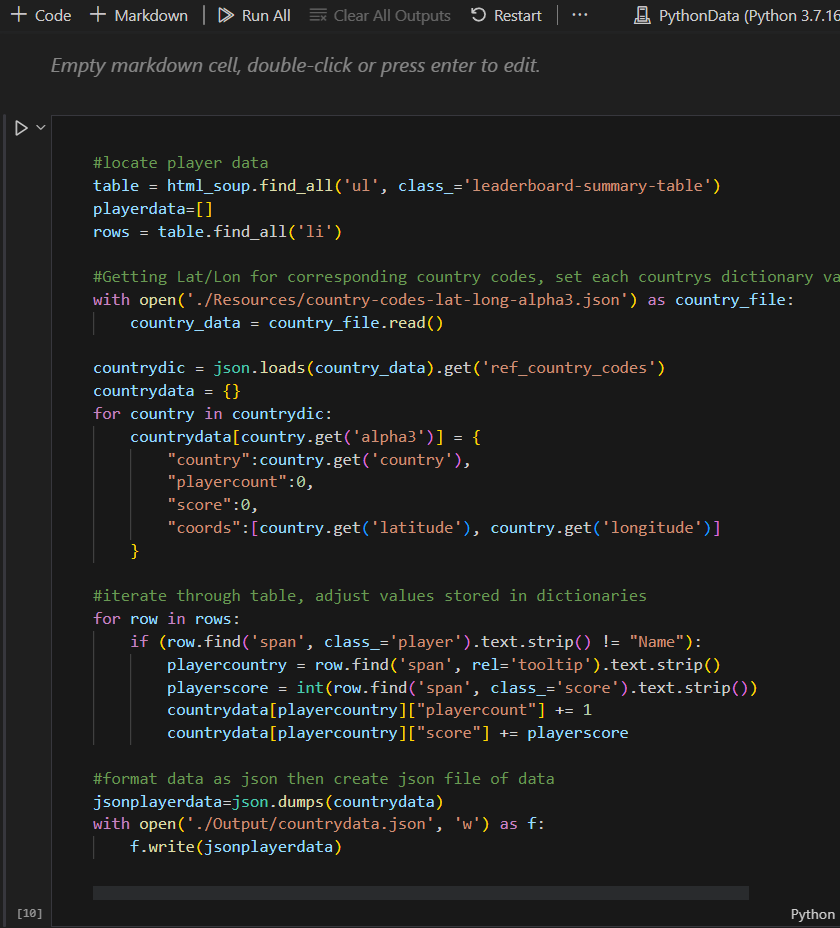 Code Markdown Run All Clear All Outputs Restart ... PythonData (Python 3.7.16
Empty markdown cell, double-click or press enter to edit.
#locate player data
table = html_soup.find_all('ul', class_='leaderboard-summary-table')
playerdata=[]
rows = table.find_all('li')
#Getting Lat/Lon for corresponding country codes, set each countrys dictionary va
with open('./Resources/country-codes-lat-long-alpha3.json') as country_file:
    country_data = country_file.read()
countrydic = json.loads(country_data).get('ref_country_codes')
countrydata = {}
for country in countrydic:
    countrydata[country.get('alpha3')] = {
        "country":country.get('country'),
        "playercount":0,
        "score":0,
        "coords":[country.get('latitude'), country.get('longitude')]
    }
#iterate through table, adjust values stored in dictionaries
for row in rows:
    if (row.find('span', class_='player').text.strip() != "Name"):
        playercountry = row.find('span', rel='tooltip').text.strip()
        playerscore = int(row.find('span', class_='score').text.strip())
        countrydata[playercountry]["playercount"] += 1
        countrydata[playercountry]["score"] += playerscore
#format data as json then create json file of data
jsonplayerdata=json.dumps(countrydata)
with open('./Output/countrydata.json', 'w') as f:
    f.write(jsonplayerdata)
[10] Python